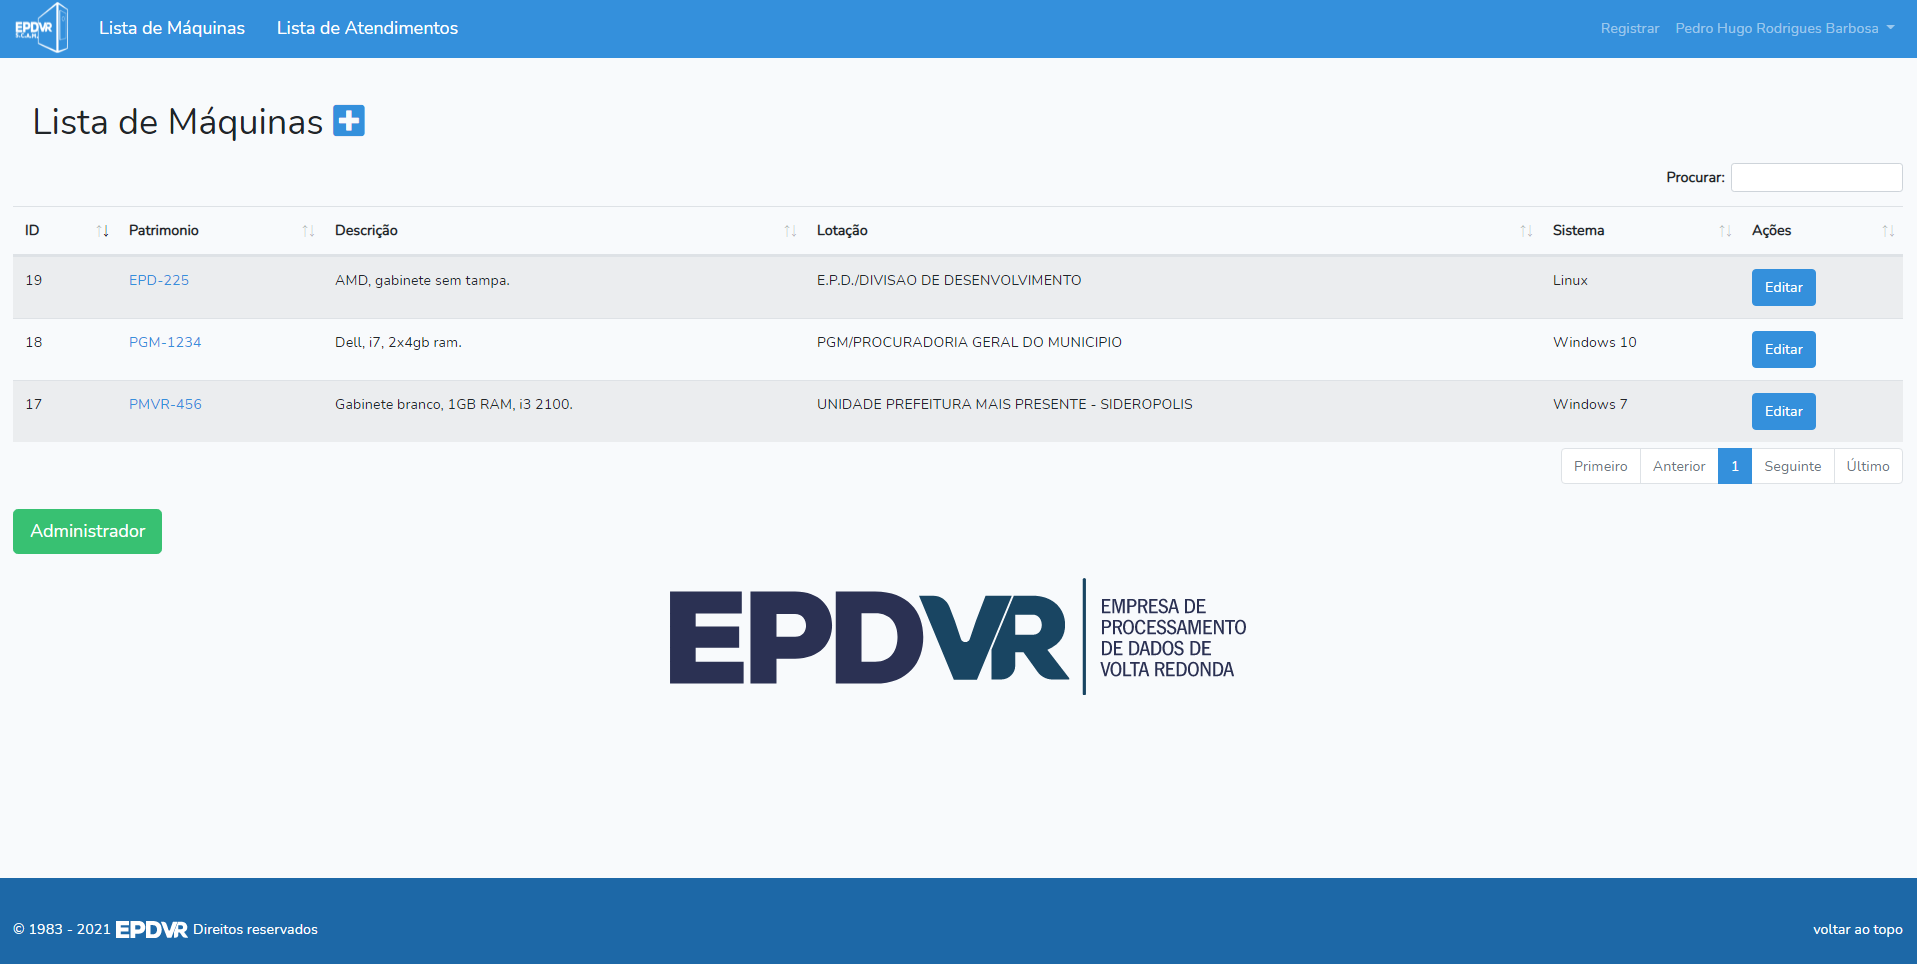 EPDVR Lista de Máquinas Lista de Atendimentos Registrar Pedro Hugo Rodrigues Barbosa
Lista de Máquinas
Procurar:
ID Patrimonio Descrição Lotação Sistema Ações
19 EPD-225 AMD, gabinete sem tampa. E.P.D./DIVISAO DE DESENVOLVIMENTO Linux Editar
18 PGM-1234 Dell, i7, 2x4gb ram. PGM/PROCURADORIA GERAL DO MUNICIPIO Windows 10 Editar
17 PMVR-456 Gabinete branco, 1GB RAM, i3 2100. UNIDADE PREFEITURA MAIS PRESENTE - SIDEROPOLIS Windows 7 Editar
Primeiro Anterior 1 Seguinte Último
Administrador
EPDVR
EMPRESA DE
PROCESSAMENTO
DE DADOS DE
VOLTA REDONDA
© 1983 - 2021 EPDVR Direitos reservados voltar ao topo